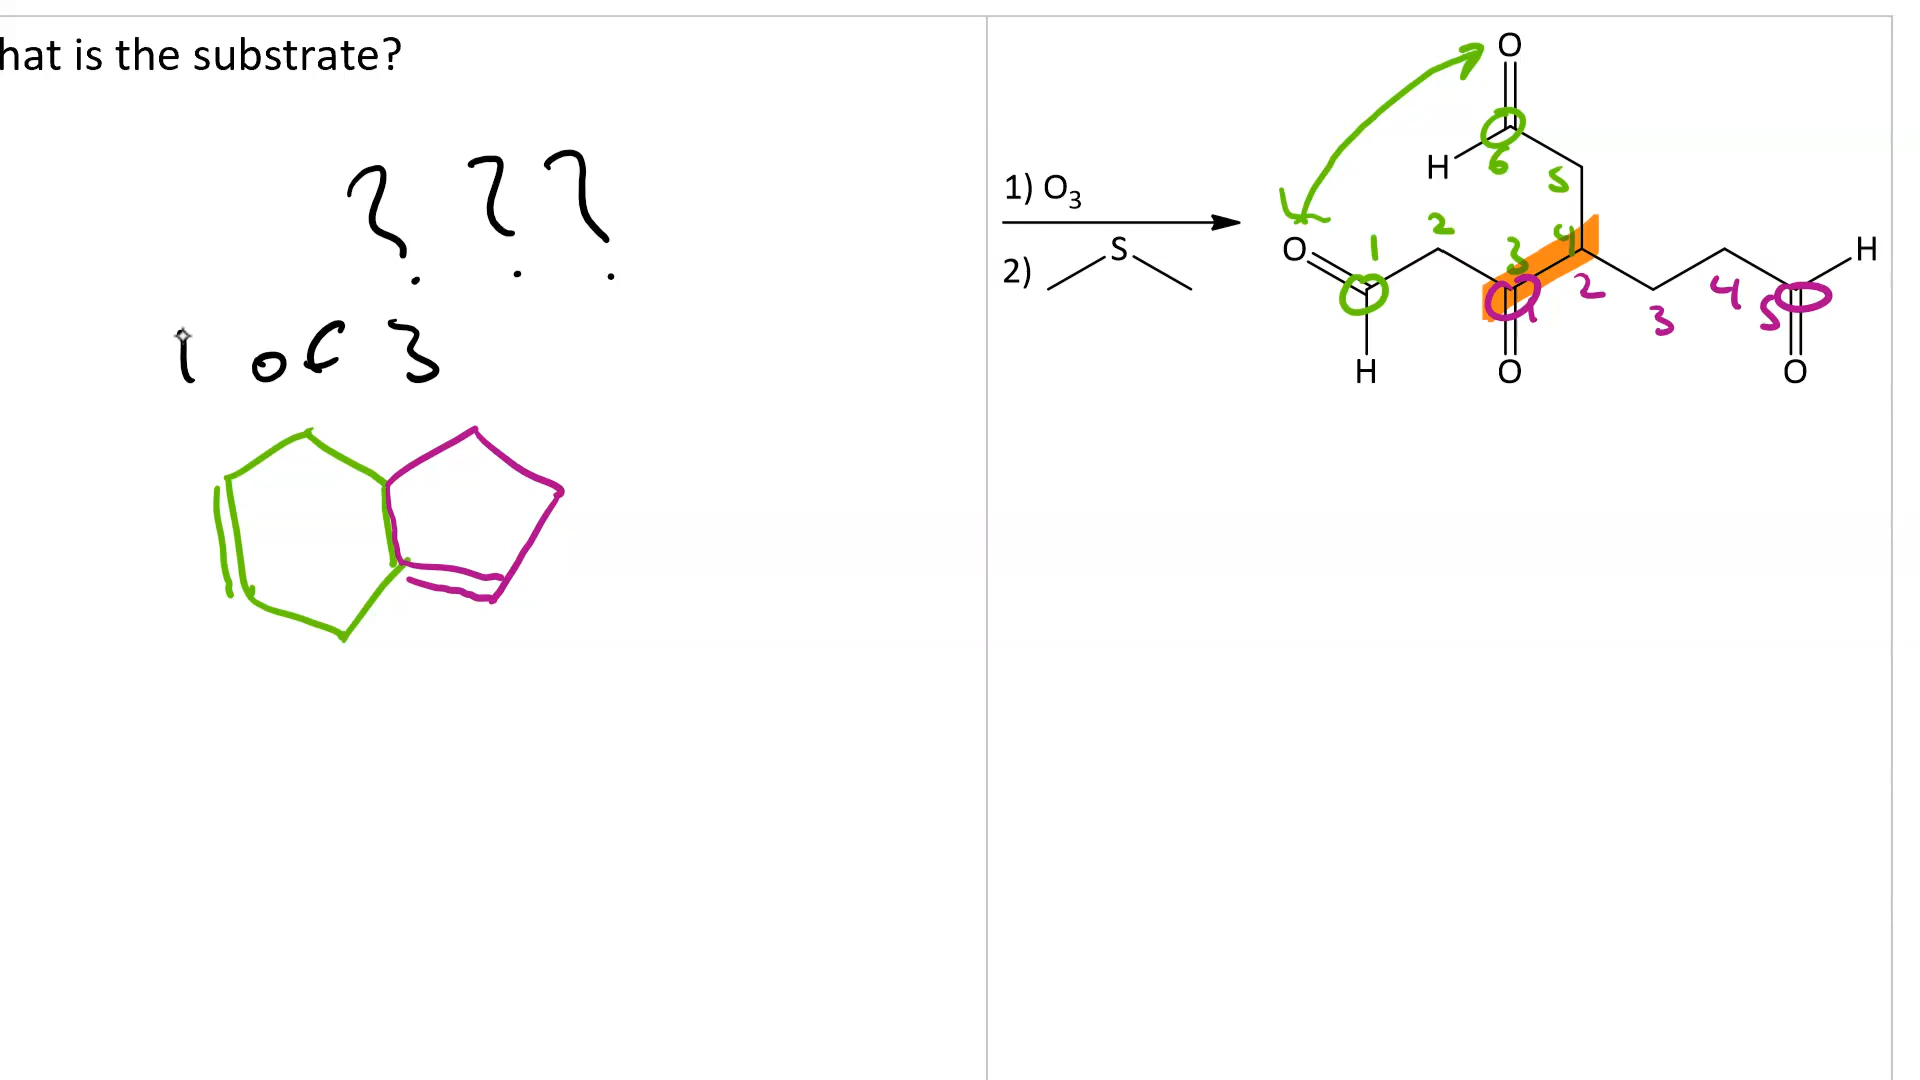 hat is the substrate?
? ? ?
1 of 3
1) O3
2) S
O
H 6 5
O 1 2 3 4 H
1 2 3 4 5
H O O